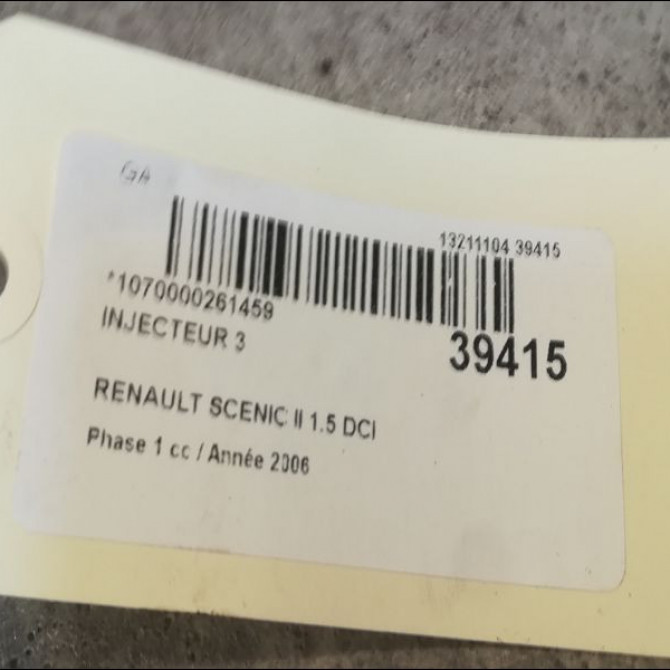 GA
13211104 39415
*1070000261459
39415
INJECTEUR 3
RENAULT SCENIC II 1.5 DCI
Phase 1 cc / Année 2006